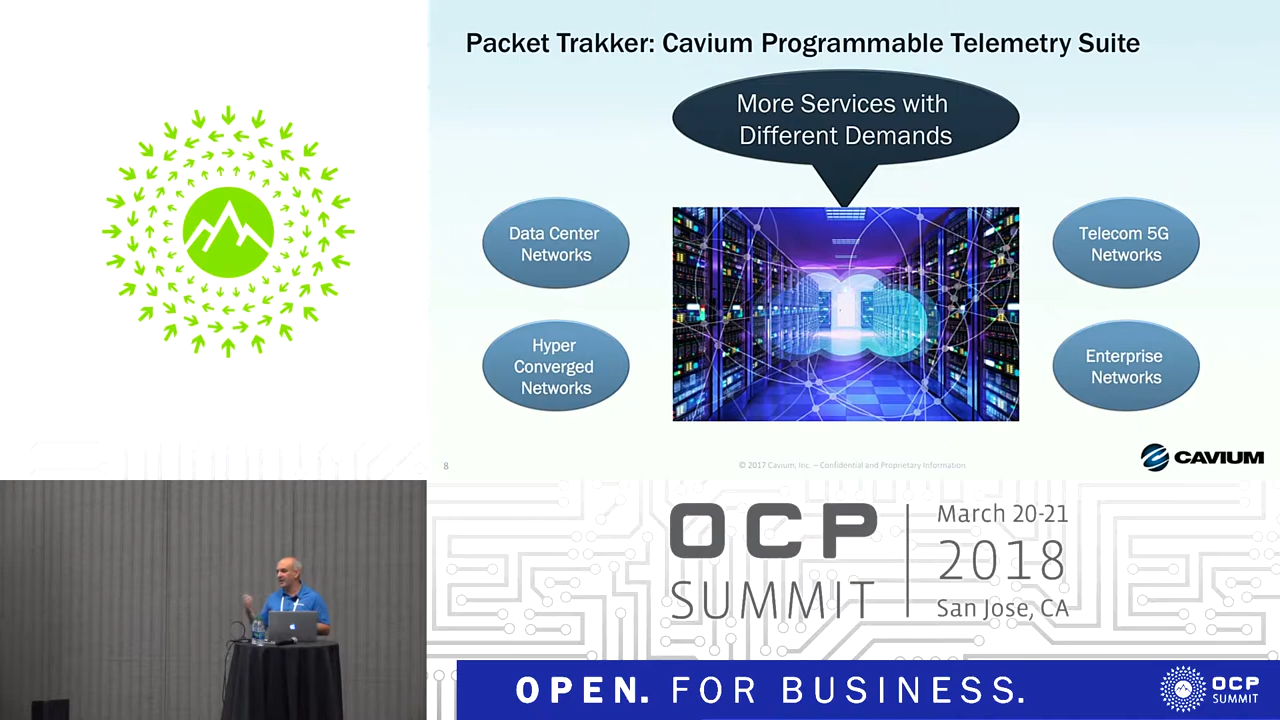 Packet Trakker: Cavium Programmable Telemetry Suite
More Services with
Different Demands
Data Center
Networks
Hyper
Converged
Networks
Telecom 5G
Networks
Enterprise
Networks
8
© 2017 Cavium, Inc. – Confidential and Proprietary Information
CAVIUM
OCP
SUMMIT
March 20-21
2018
San Jose, CA
OPEN. FOR BUSINESS.
OCP
SUMMIT